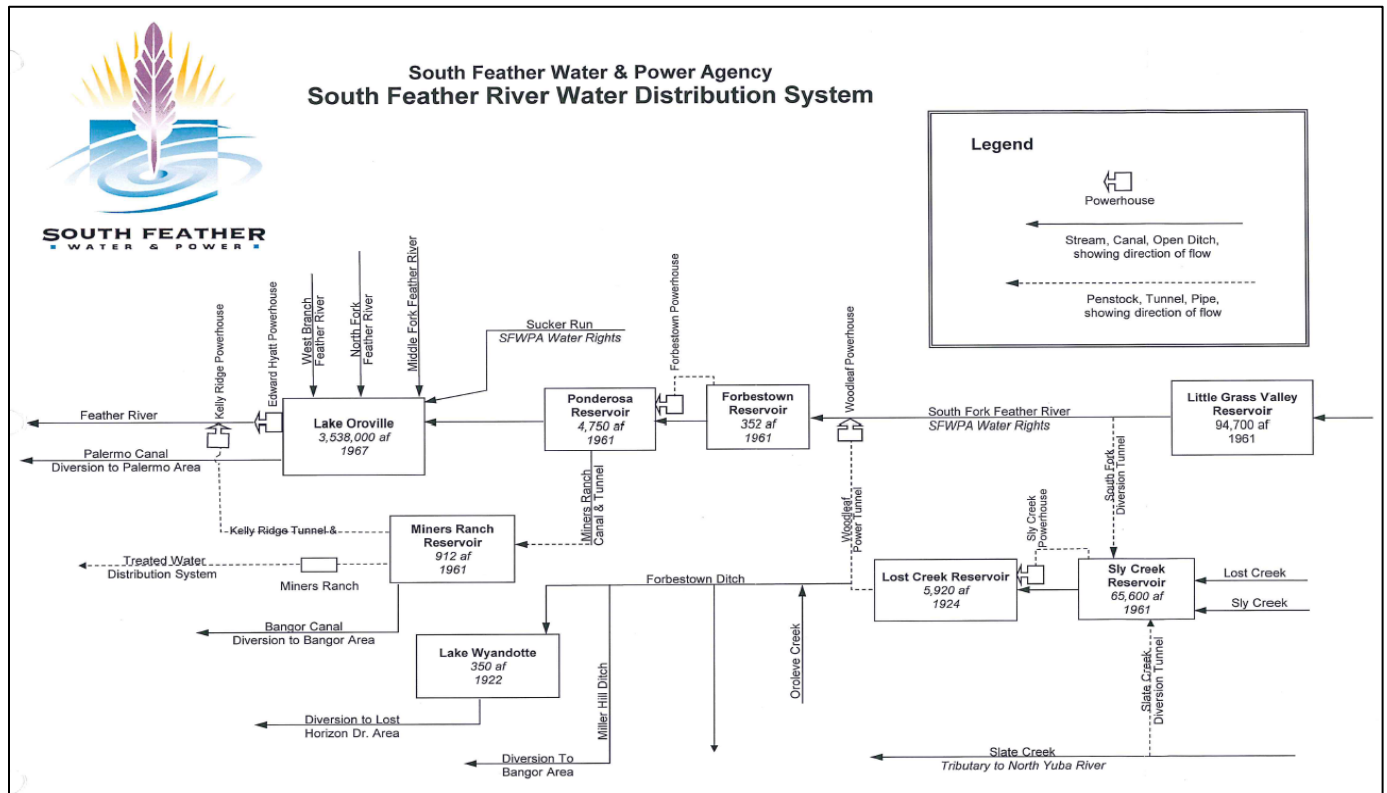 South Feather Water & Power Agency
South Feather River Water Distribution System
SOUTH FEATHER
WATER & POWER
Legend
Powerhouse
Stream, Canal, Open Ditch,
showing direction of flow
Penstock, Tunnel, Pipe,
showing direction of flow
Kelly Ridge Powerhouse
Edward Hyatt Powerhouse
West Branch
Feather River
North Fork
Feather River
Middle Fork Feather River
Sucker Run
SFWPA Water Rights
Forbestown Powerhouse
Woodleaf Powerhouse
Feather River
Lake Oroville
3,538,000 af
1967
Ponderosa
Reservoir
4,750 af
1961
Forbestown
Reservoir
352 af
1961
South Fork Feather River
SFWPA Water Rights
Little Grass Valley
Reservoir
94,700 af
1961
Palermo Canal
Diversion to Palermo Area
Miners Ranch
Canal & Tunnel
Woodleaf
Power Tunnel
South Fork
Diversion Tunnel
Sly Creek
Powerhouse
Kelly Ridge Tunnel &
Miners Ranch
Reservoir
912 af
1961
Treated Water
Distribution System
Miners Ranch
Forbestown Ditch
Lost Creek Reservoir
5,920 af
1924
Sly Creek
Reservoir
65,600 af
1961
Lost Creek
Sly Creek
Bangor Canal
Diversion to Bangor Area
Lake Wyandotte
350 af
1922
Miller Hill Ditch
Oroleve Creek
Slate Creek
Diversion Tunnel
Diversion to Lost
Horizon Dr. Area
Diversion To
Bangor Area
Slate Creek
Tributary to North Yuba River